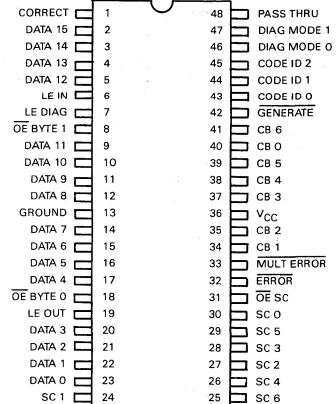 CORRECT 1 48 PASS THRU
DATA 15 2 47 DIAG MODE 1
DATA 14 3 46 DIAG MODE 0
DATA 13 4 45 CODE ID 2
DATA 12 5 44 CODE ID 1
LE IN 6 43 CODE ID 0
LE DIAG 7 42 GENERATE
OE BYTE 1 8 41 CB 6
DATA 11 9 40 CB 0
DATA 10 10 39 CB 5
DATA 9 11 38 CB 4
DATA 8 12 37 CB 3
GROUND 13 36 VCC
DATA 7 14 35 CB 2
DATA 6 15 34 CB 1
DATA 5 16 33 MULT ERROR
DATA 4 17 32 ERROR
OE BYTE 0 18 31 OE SC
LE OUT 19 30 SC 0
DATA 3 20 29 SC 5
DATA 2 21 28 SC 3
DATA 1 22 27 SC 2
DATA 0 23 26 SC 4
SC 1 24 25 SC 6